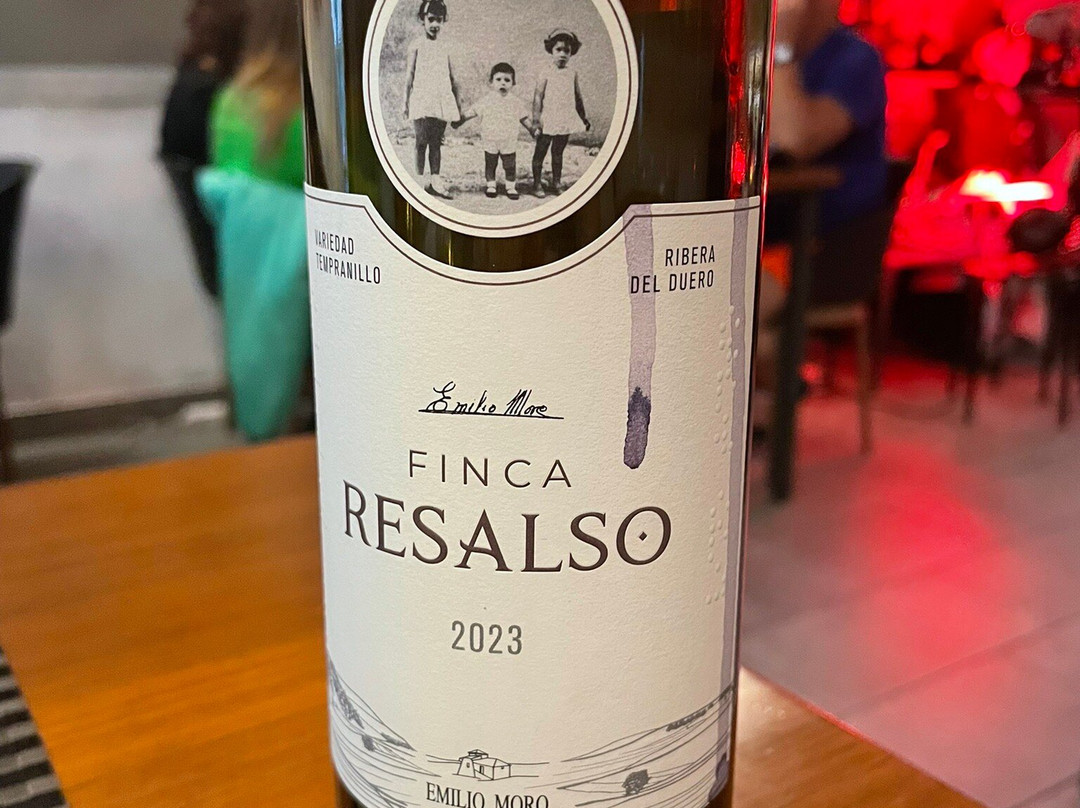 VARIEDAD
TEMPRANILLO
RIBERA
DEL DUERO
Emilio Moro
FINCA
RESALSO
2023
EMILIO MORO